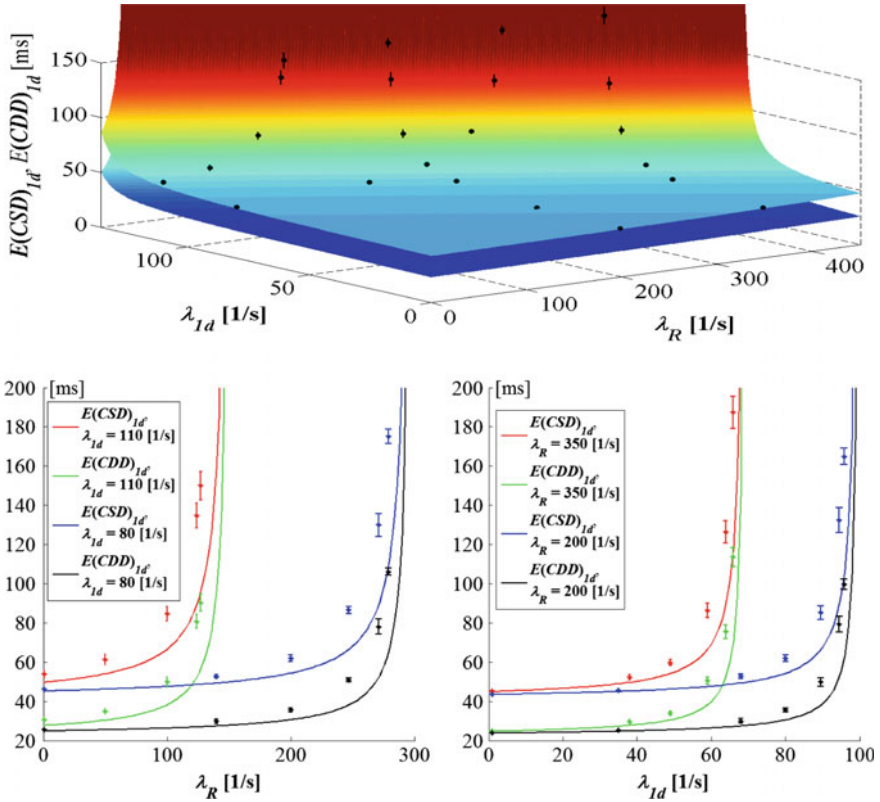 E(CSD)1d, E(CDD)1d [ms]
150
100
50
0
100
50
0
λ1d [1/s]
0
100
200
300
400
λR [1/s]
[ms]
200
180
160
140
120
100
80
60
40
20
E(CSD)1d,
λ1d = 110 [1/s]
E(CDD)1d,
λ1d = 110 [1/s]
E(CSD)1d,
λ1d = 80 [1/s]
E(CDD)1d,
λ1d = 80 [1/s]
0
100
200
300
λR [1/s]
[ms]
200
180
160
140
120
100
80
60
40
20
E(CSD)1d,
λR = 350 [1/s]
E(CDD)1d,
λR = 350 [1/s]
E(CSD)1d,
λR = 200 [1/s]
E(CDD)1d,
λR = 200 [1/s]
0
20
40
60
80
100
λ1d [1/s]